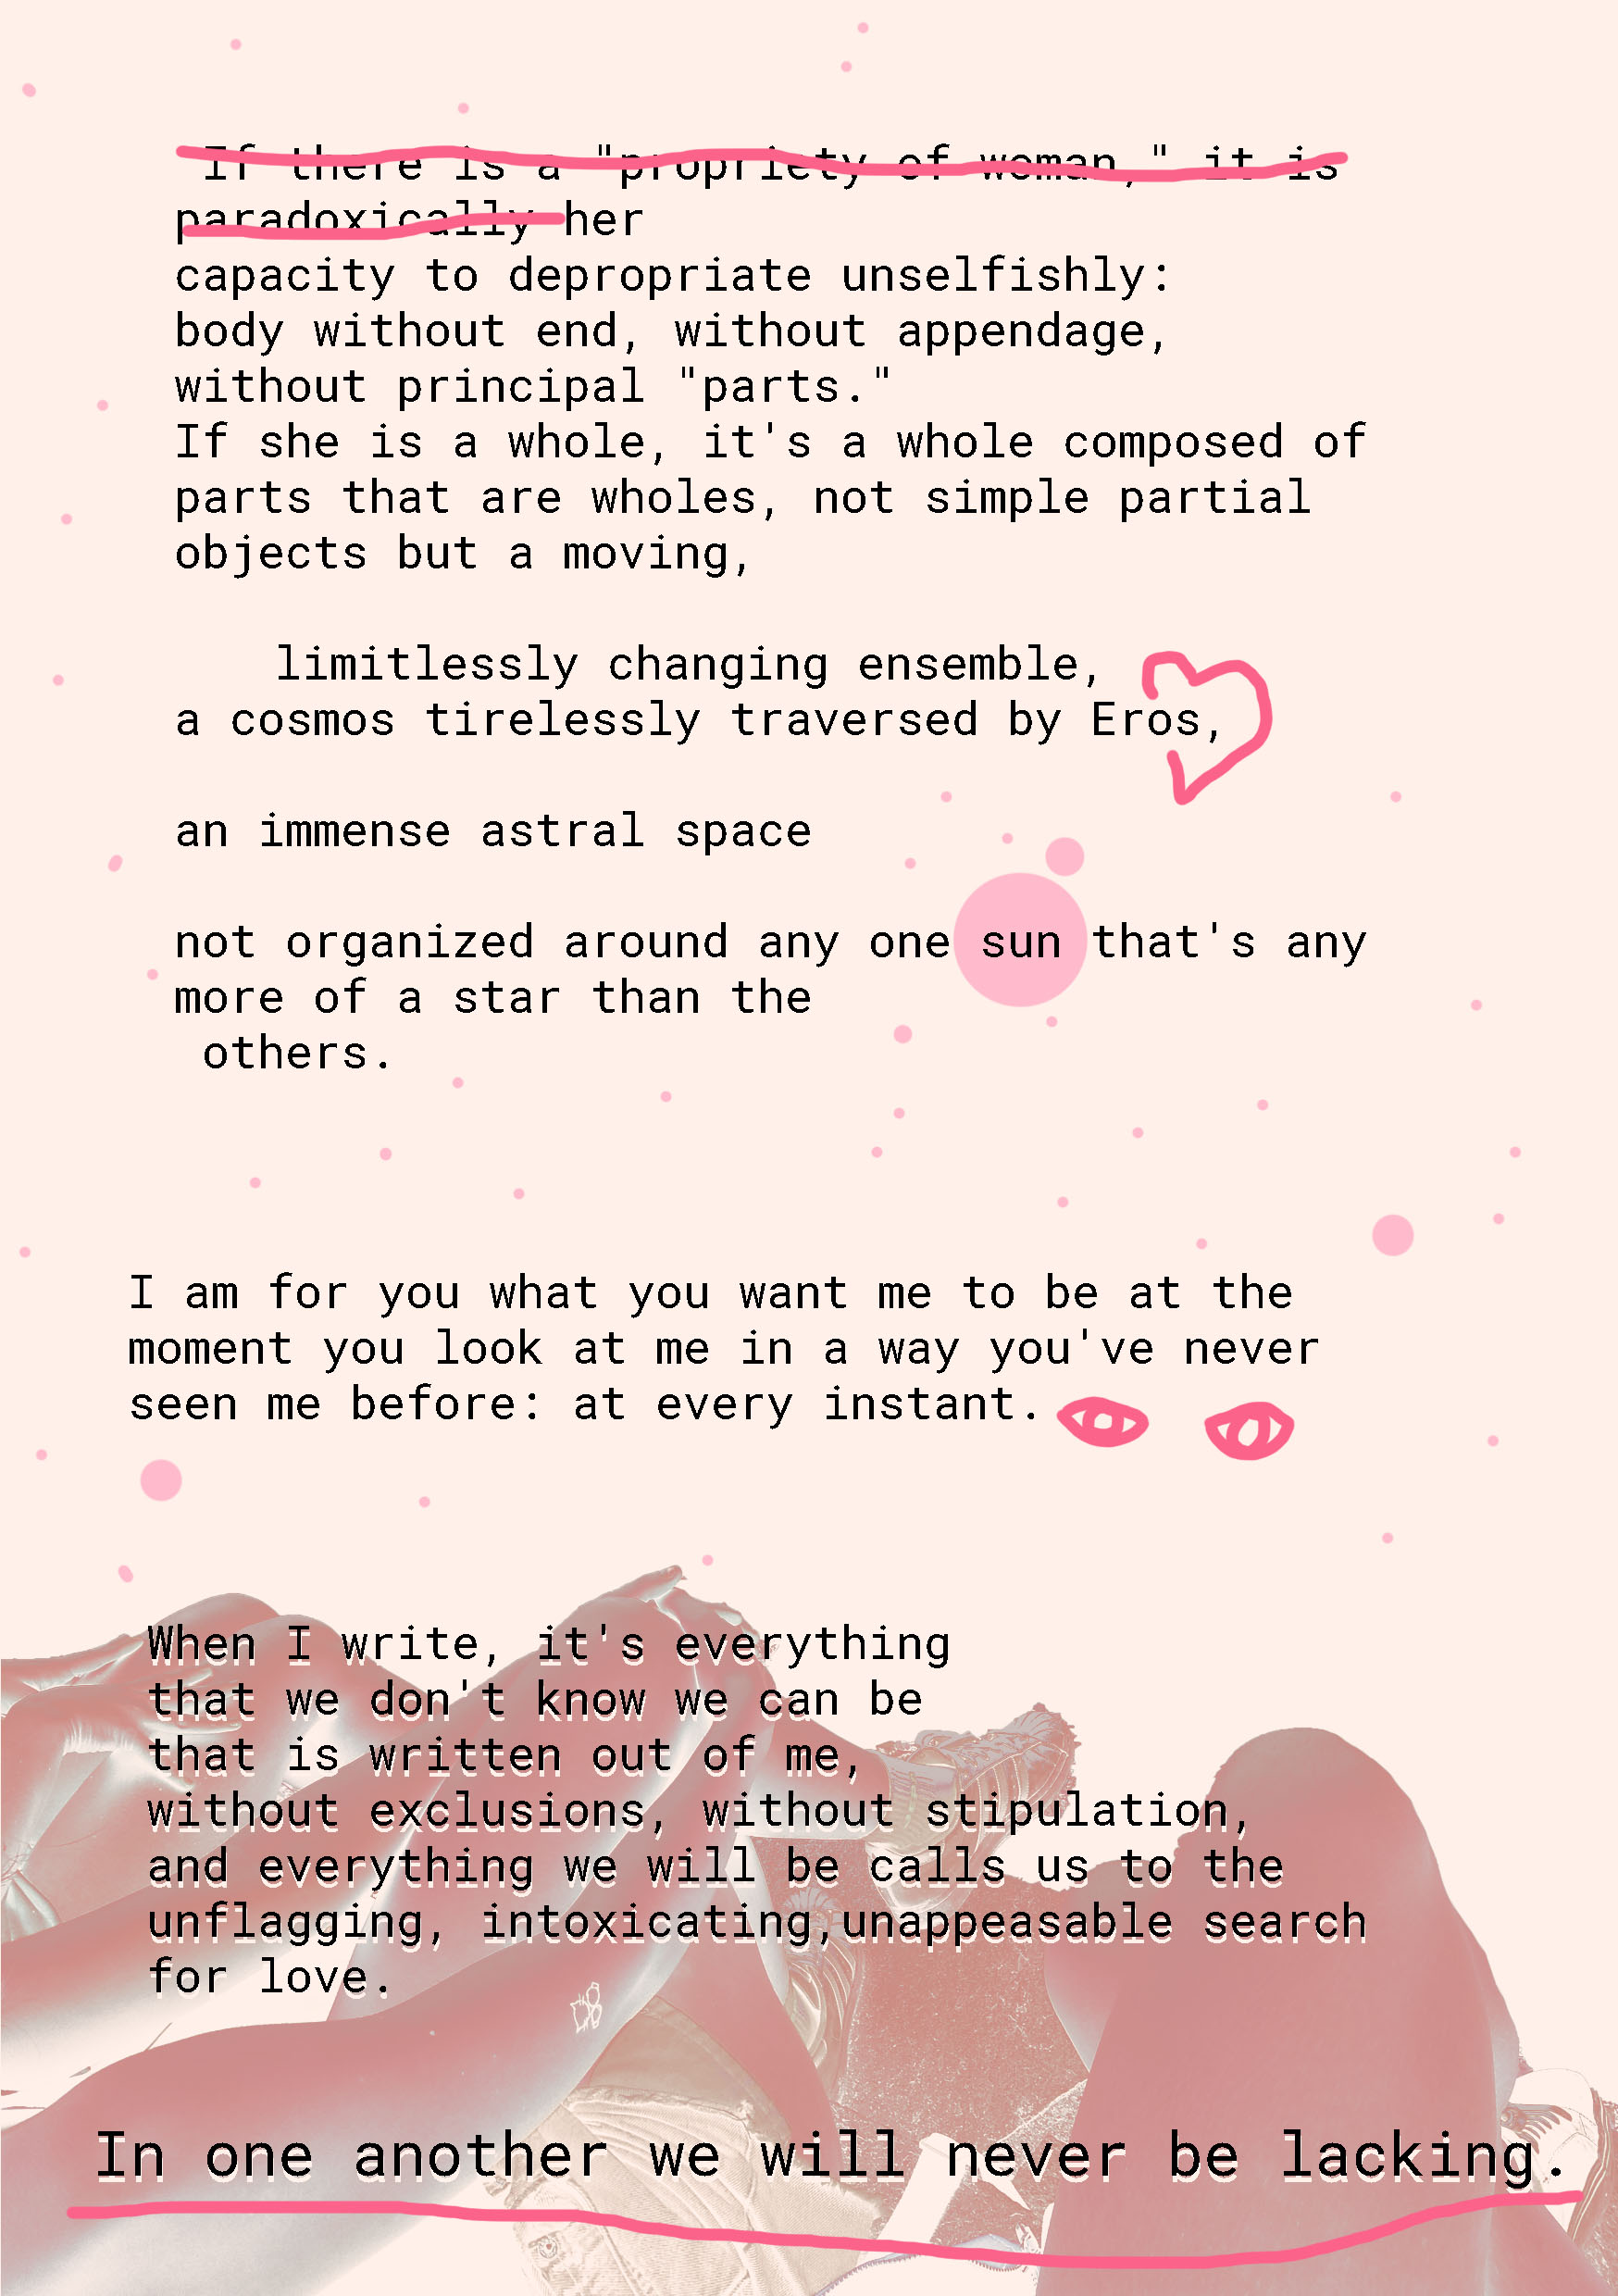 If there is a "propriety of woman," it is
paradoxically her
capacity to depropriate unselfishly:
body without end, without appendage,
without principal "parts."
If she is a whole, it's a whole composed of
parts that are wholes, not simple partial
objects but a moving,
limitlessly changing ensemble,
a cosmos tirelessly traversed by Eros,
an immense astral space
not organized around any one sun that's any
more of a star than the
others.
I am for you what you want me to be at the
moment you look at me in a way you've never
seen me before: at every instant.
When I write, it's everything
that we don't know we can be
that is written out of me,
without exclusions, without stipulation,
and everything we will be calls us to the
unflagging, intoxicating,unappeasable search
for love.
In one another we will never be lacking.